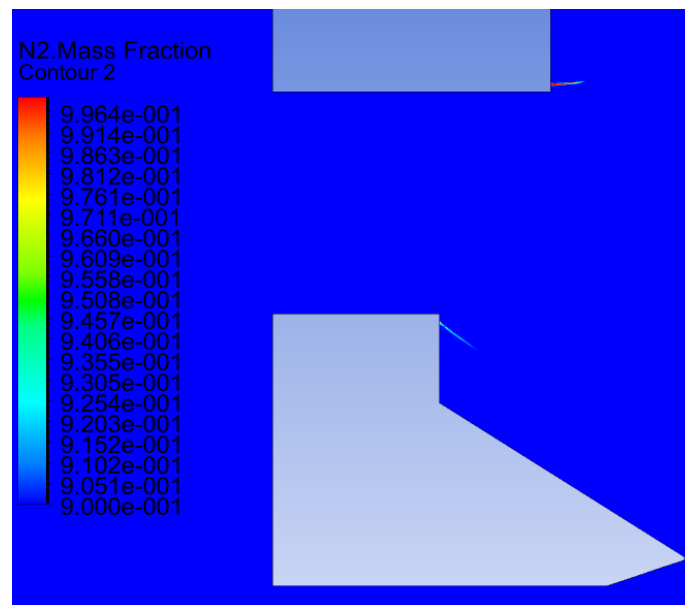 N2.Mass Fraction
Contour 2
9.964e-001
9.914e-001
9.863e-001
9.812e-001
9.761e-001
9.711e-001
9.660e-001
9.609e-001
9.558e-001
9.508e-001
9.457e-001
9.406e-001
9.355e-001
9.305e-001
9.254e-001
9.203e-001
9.152e-001
9.102e-001
9.051e-001
9.000e-001